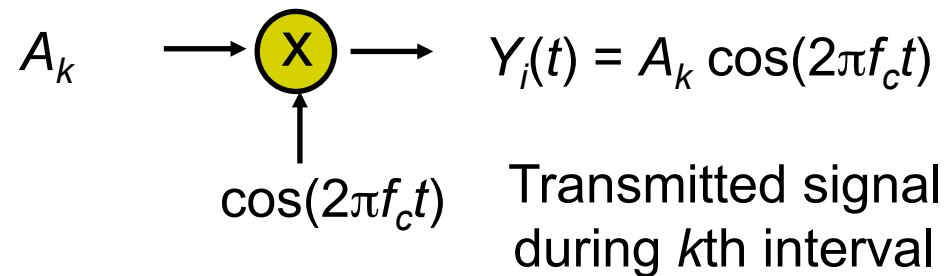 A_k X Y_i(t) = A_k cos(2πf_ct)
cos(2πf_ct)
Transmitted signal
during kth interval